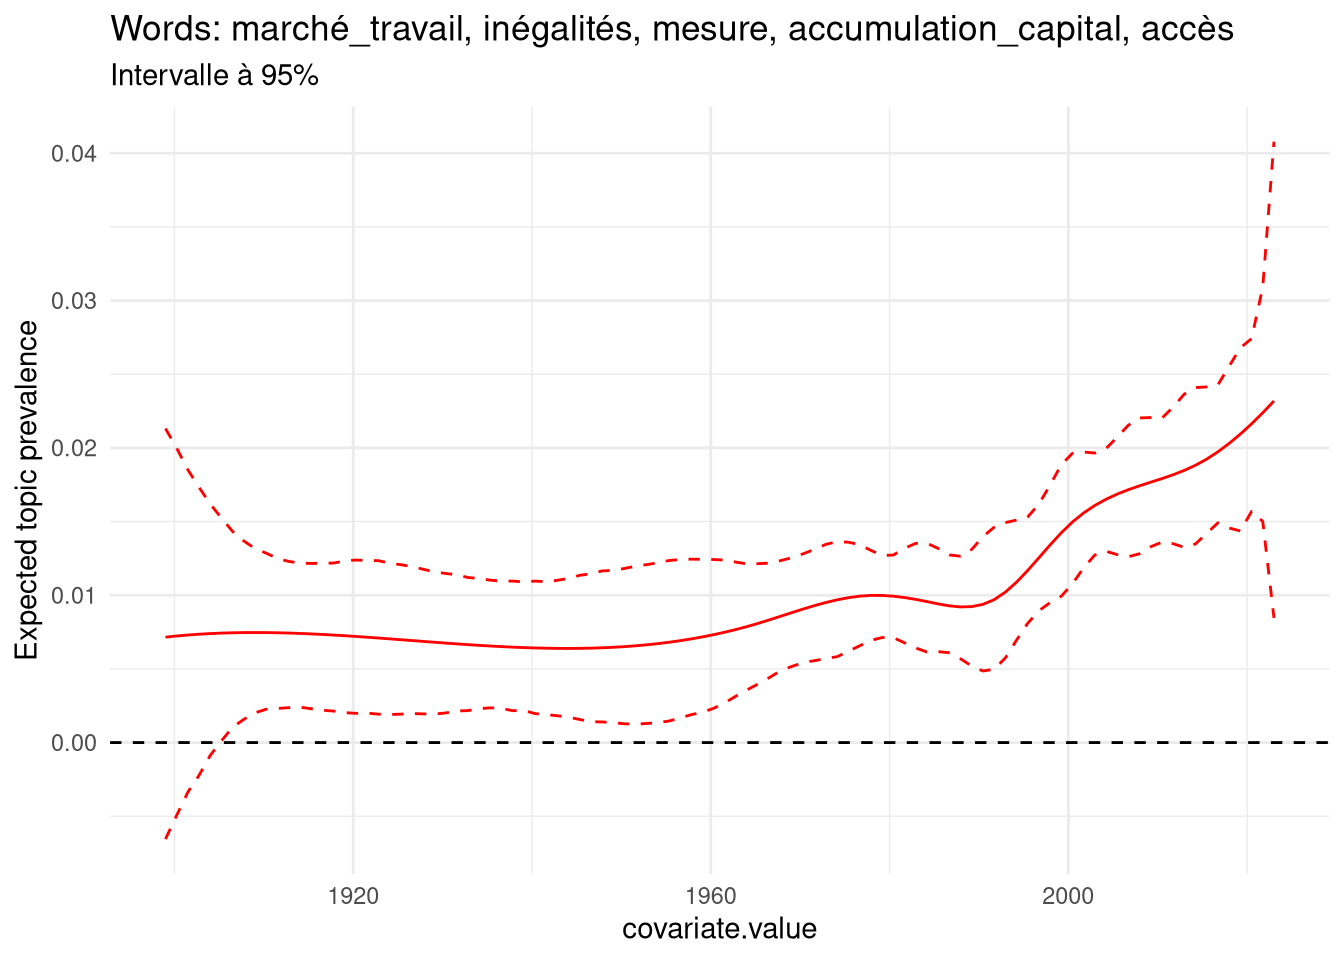 Words: marché_travail, inégalités, mesure, accumulation_capital, accès
Intervalle à 95%
Expected topic prevalence
0.04
0.03
0.02
0.01
0.00
1920
1960
2000
covariate.value